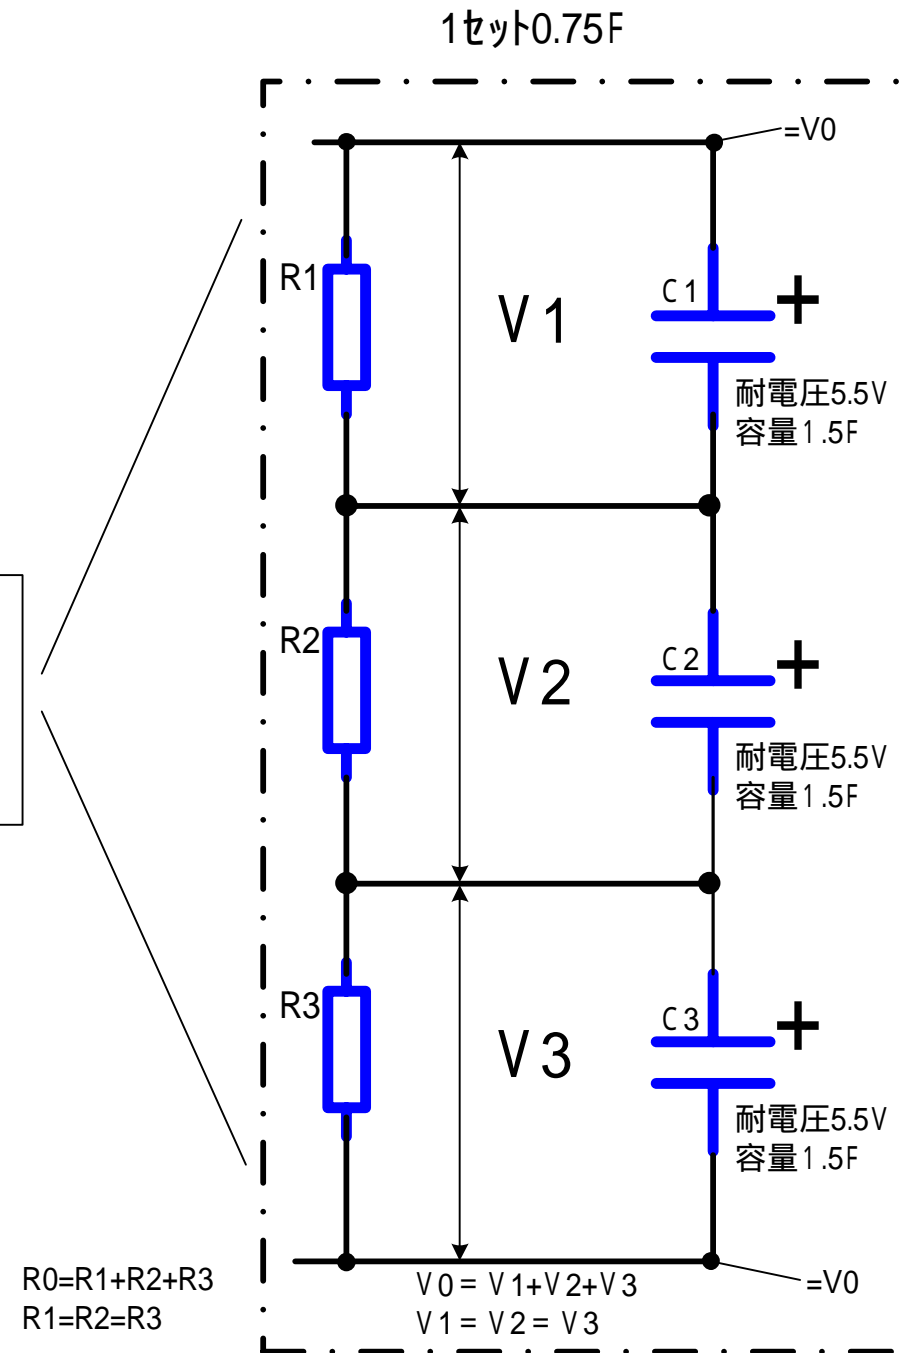 1セット0.75F
=V0
R1
V1
C1
+
耐電圧5.5V
容量1.5F
R2
V2
C2
+
耐電圧5.5V
容量1.5F
R3
V3
C3
+
耐電圧5.5V
容量1.5F
R0=R1+R2+R3
R1=R2=R3
V0 = V1+V2+V3
V1 = V2 = V3
=V0